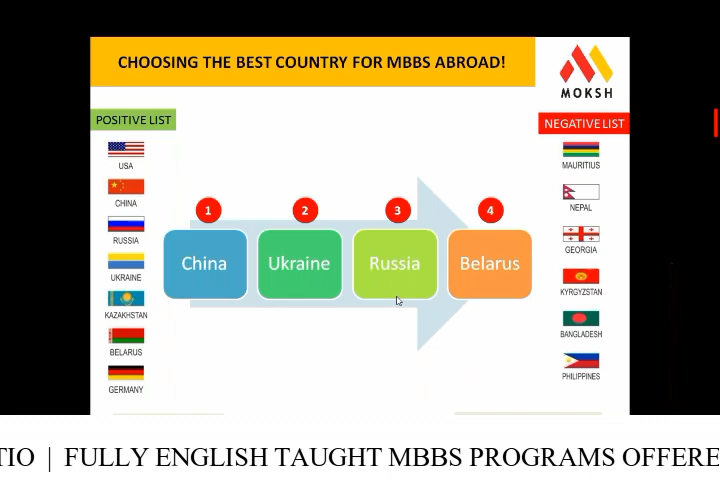 CHOOSING THE BEST COUNTRY FOR MBBS ABROAD!
MOKSH
POSITIVE LIST
NEGATIVE LIST
USA
CHINA
RUSSIA
UKRAINE
KAZAKHSTAN
BELARUS
GERMANY
1
2
3
4
China
Ukraine
Russia
Belarus
MAURITIUS
NEPAL
GEORGIA
KYRGYZSTAN
BANGLADESH
PHILIPPINES
TIO | FULLY ENGLISH TAUGHT MBBS PROGRAMS OFFERE